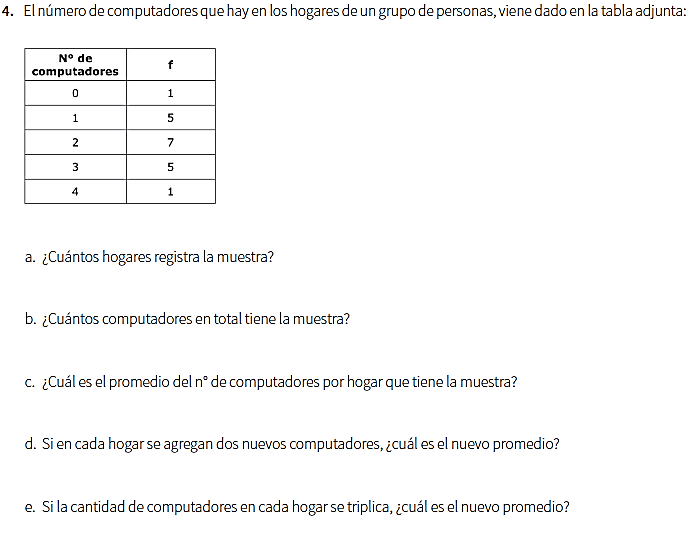 4. El número de computadores que hay en los hogares de un grupo de personas, viene dado en la tabla adjunta:
Nº de computadores f
0 1
1 5
2 7
3 5
4 1
a. ¿Cuántos hogares registra la muestra?
b. ¿Cuántos computadores en total tiene la muestra?
c. ¿Cuál es el promedio del n° de computadores por hogar que tiene la muestra?
d. Si en cada hogar se agregan dos nuevos computadores, ¿cuál es el nuevo promedio?
e. Si la cantidad de computadores en cada hogar se triplica, ¿cuál es el nuevo promedio?